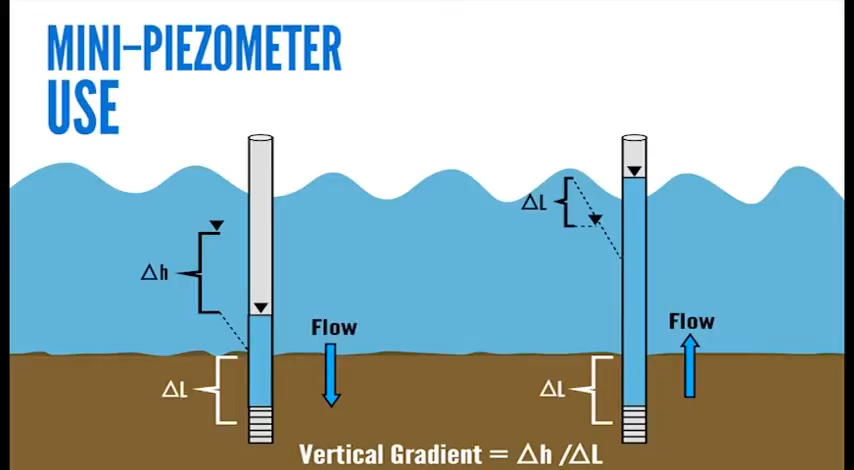 MINI-PIEZOMETER
USE
ΔL
Δh
Flow
Flow
ΔL
ΔL
Vertical Gradient = Δh /ΔL